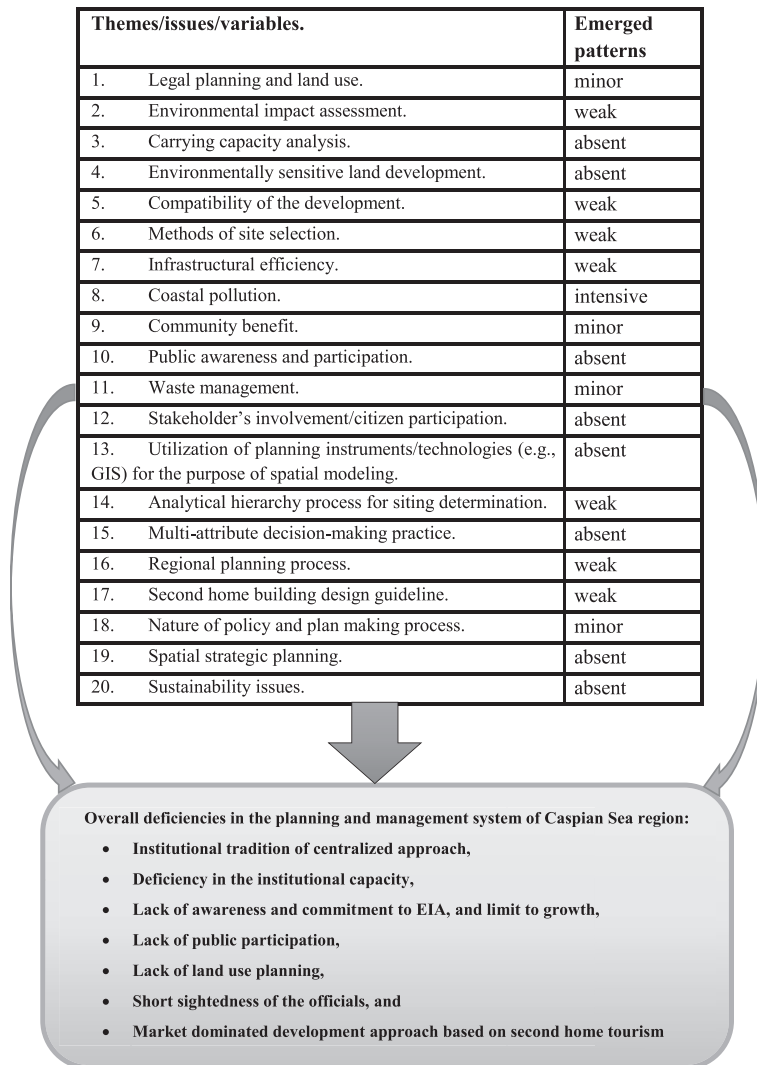 Themes/issues/variables. Emerged
patterns
1. Legal planning and land use. minor
2. Environmental impact assessment. weak
3. Carrying capacity analysis. absent
4. Environmentally sensitive land development. absent
5. Compatibility of the development. weak
6. Methods of site selection. weak
7. Infrastructural efficiency. weak
8. Coastal pollution. intensive
9. Community benefit. minor
10. Public awareness and participation. absent
11. Waste management. minor
12. Stakeholder’s involvement/citizen participation. absent
13. Utilization of planning instruments/technologies (e.g., absent
GIS) for the purpose of spatial modeling.
14. Analytical hierarchy process for siting determination. weak
15. Multi-attribute decision-making practice. absent
16. Regional planning process. weak
17. Second home building design guideline. weak
18. Nature of policy and plan making process. minor
19. Spatial strategic planning. absent
20. Sustainability issues. absent
Overall deficiencies in the planning and management system of Caspian Sea region:
• Institutional tradition of centralized approach,
• Deficiency in the institutional capacity,
• Lack of awareness and commitment to EIA, and limit to growth,
• Lack of public participation,
• Lack of land use planning,
• Short sightedness of the officials, and
• Market dominated development approach based on second home tourism